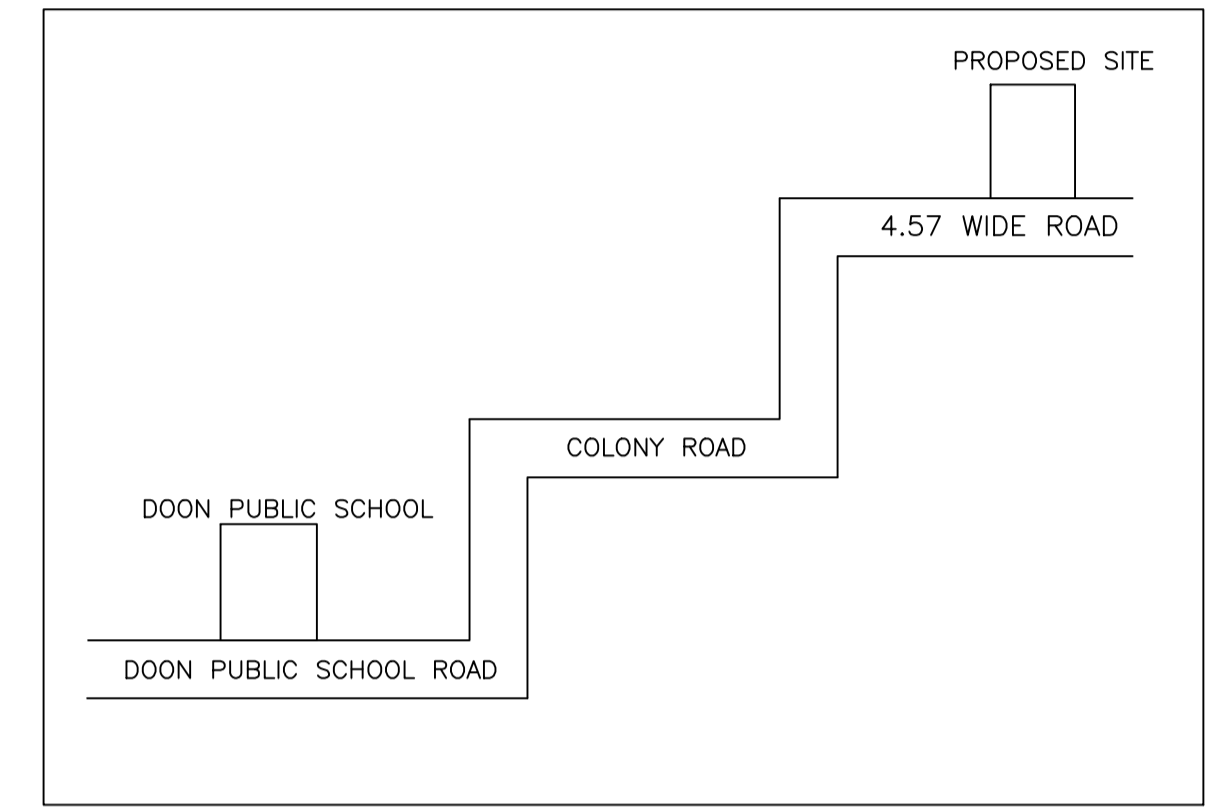 PROPOSED SITE
4.57 WIDE ROAD
COLONY ROAD
DOON PUBLIC SCHOOL
DOON PUBLIC SCHOOL ROAD